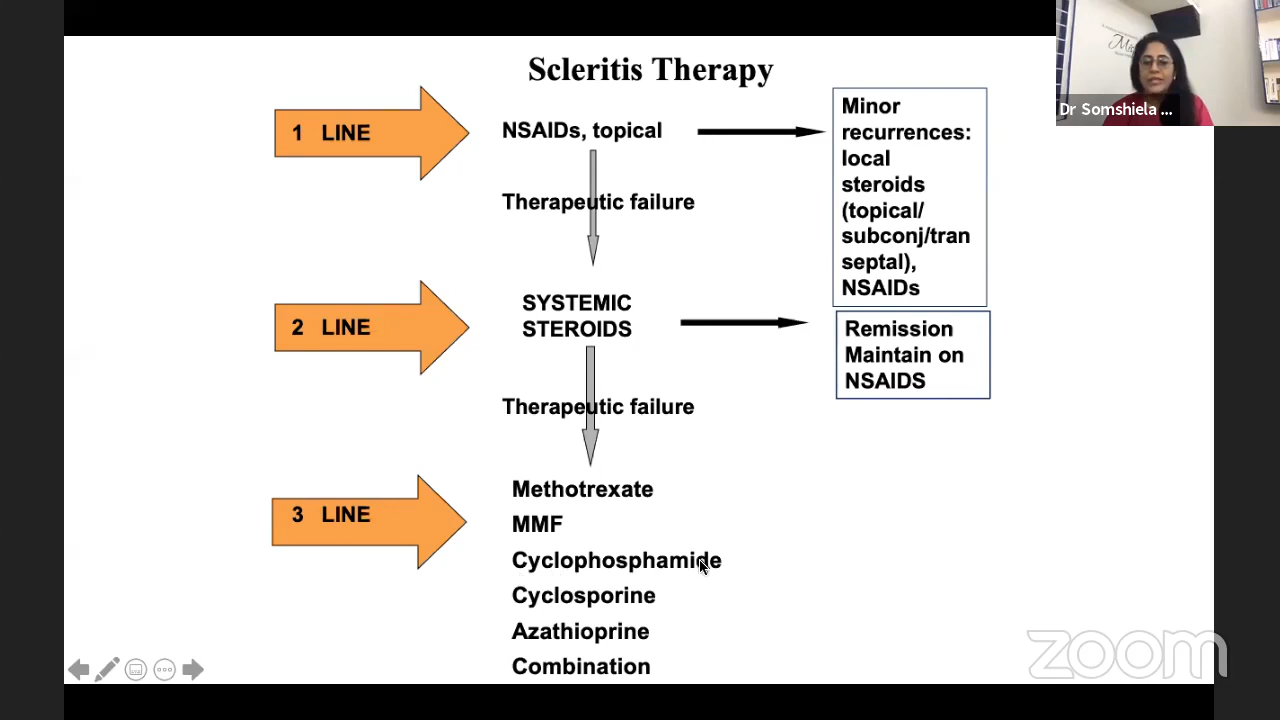 Scleritis Therapy
1 LINE
NSAIDs, topical
Minor
recurrences:
local
steroids
(topical/
subconj/tran
septal),
NSAIDs
Therapeutic failure
2 LINE
SYSTEMIC
STEROIDS
Remission
Maintain on
NSAIDS
Therapeutic failure
3 LINE
Methotrexate
MMF
Cyclophosphamide
Cyclosporine
Azathioprine
Combination
Dr Somshiela ...
zoom